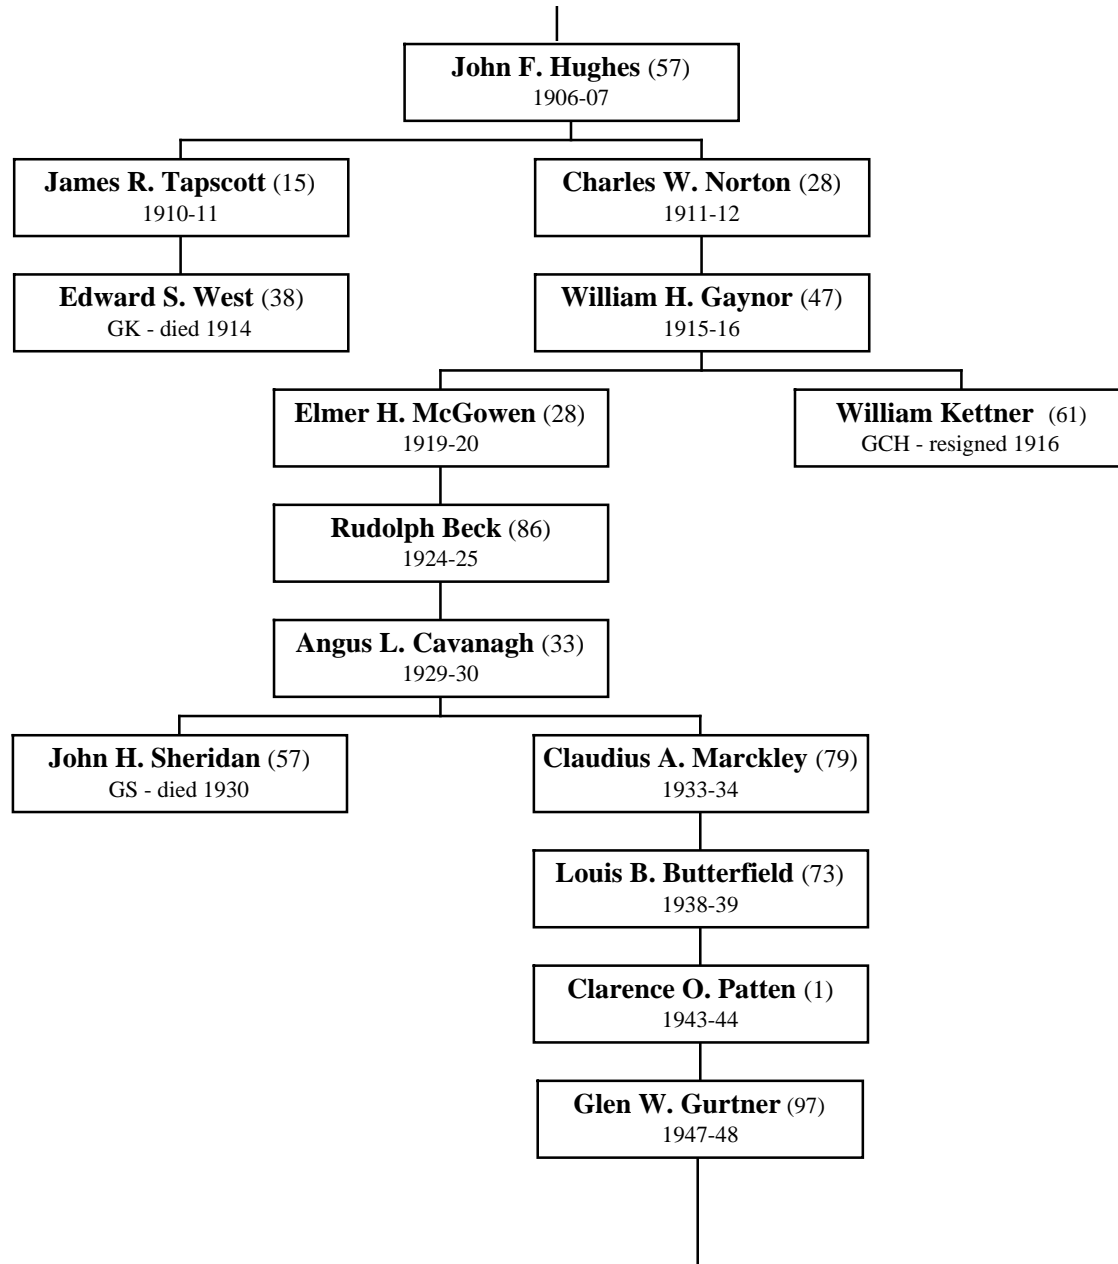 John F. Hughes (57)
1906-07
James R. Tapscott (15)
1910-11
Charles W. Norton (28)
1911-12
Edward S. West (38)
GK - died 1914
William H. Gaynor (47)
1915-16
Elmer H. McGowen (28)
1919-20
William Kettner (61)
GCH - resigned 1916
Rudolph Beck (86)
1924-25
Angus L. Cavanagh (33)
1929-30
John H. Sheridan (57)
GS - died 1930
Claudius A. Marckley (79)
1933-34
Louis B. Butterfield (73)
1938-39
Clarence O. Patten (1)
1943-44
Glen W. Gurtner (97)
1947-48